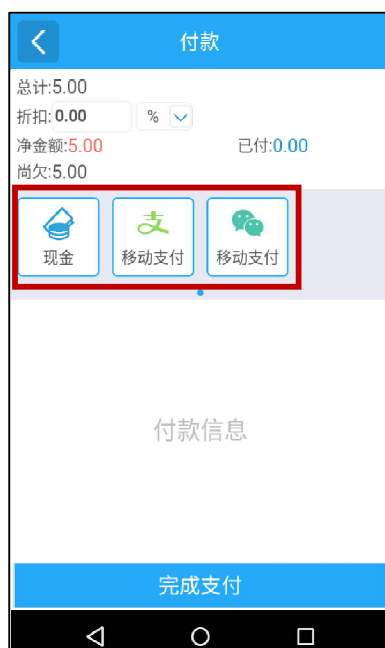 付款
总计:5.00
折扣: 0.00 %
净金额:5.00 已付:0.00
尚欠:5.00
支
现金 移动支付 移动支付
付款信息
完成支付